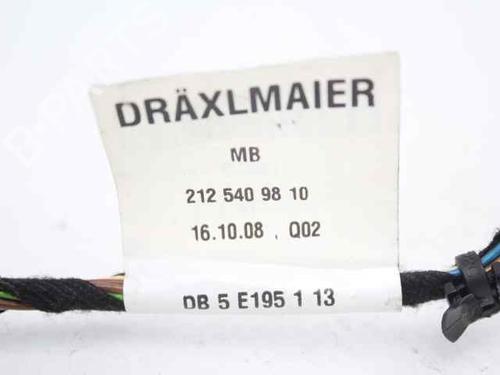 DRÄXLMAIER
MB
212 540 98 10
16.10.08 . Q02
DB 5 E195 1 13